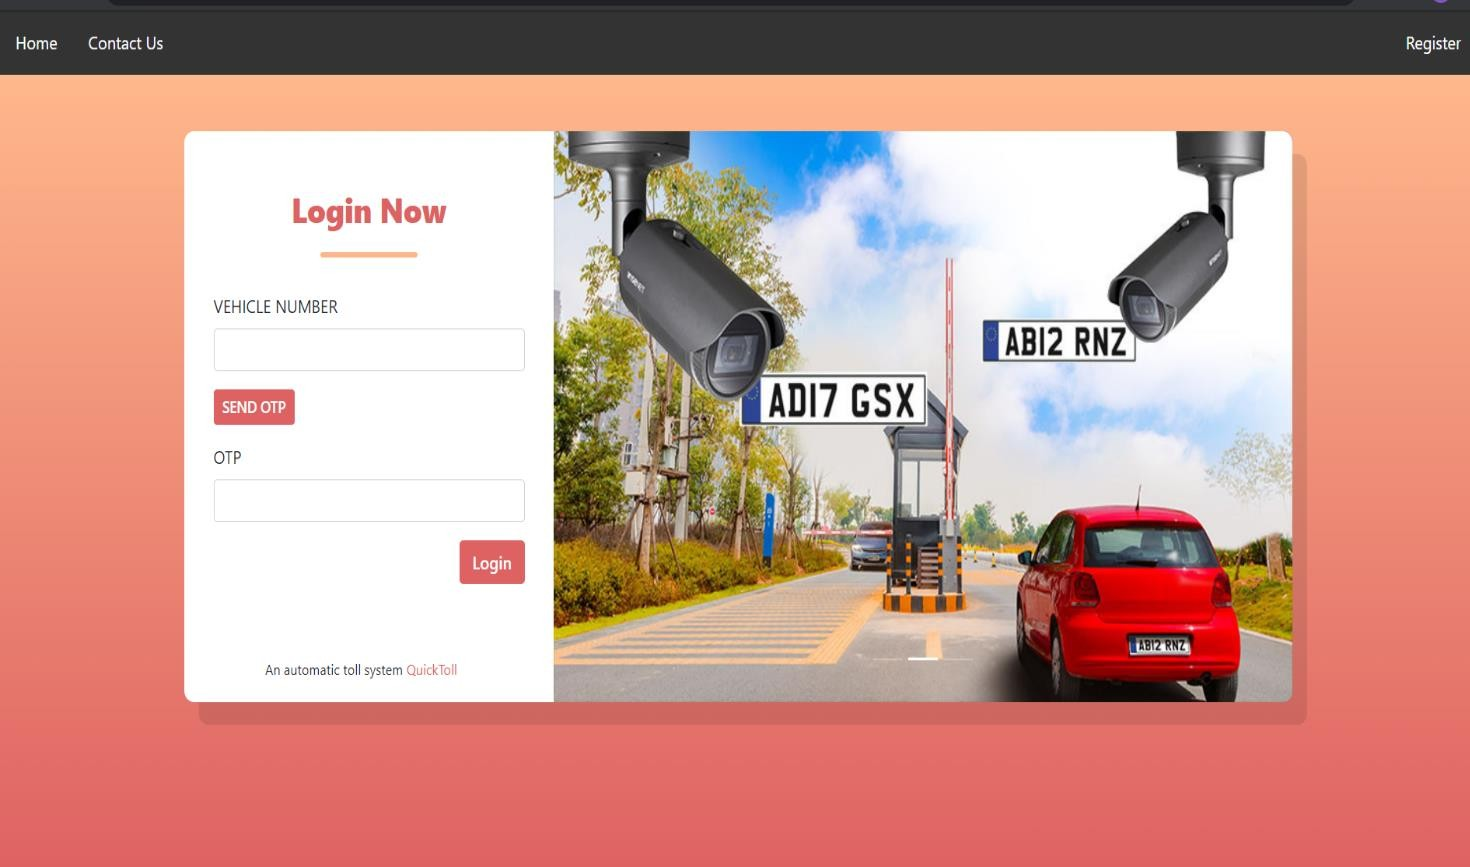 Home Contact Us Register
Login Now
VEHICLE NUMBER
SEND OTP
OTP
Login
An automatic toll system QuickToll
AB12 RNZ
AD17 GSX
AB12 RNZ